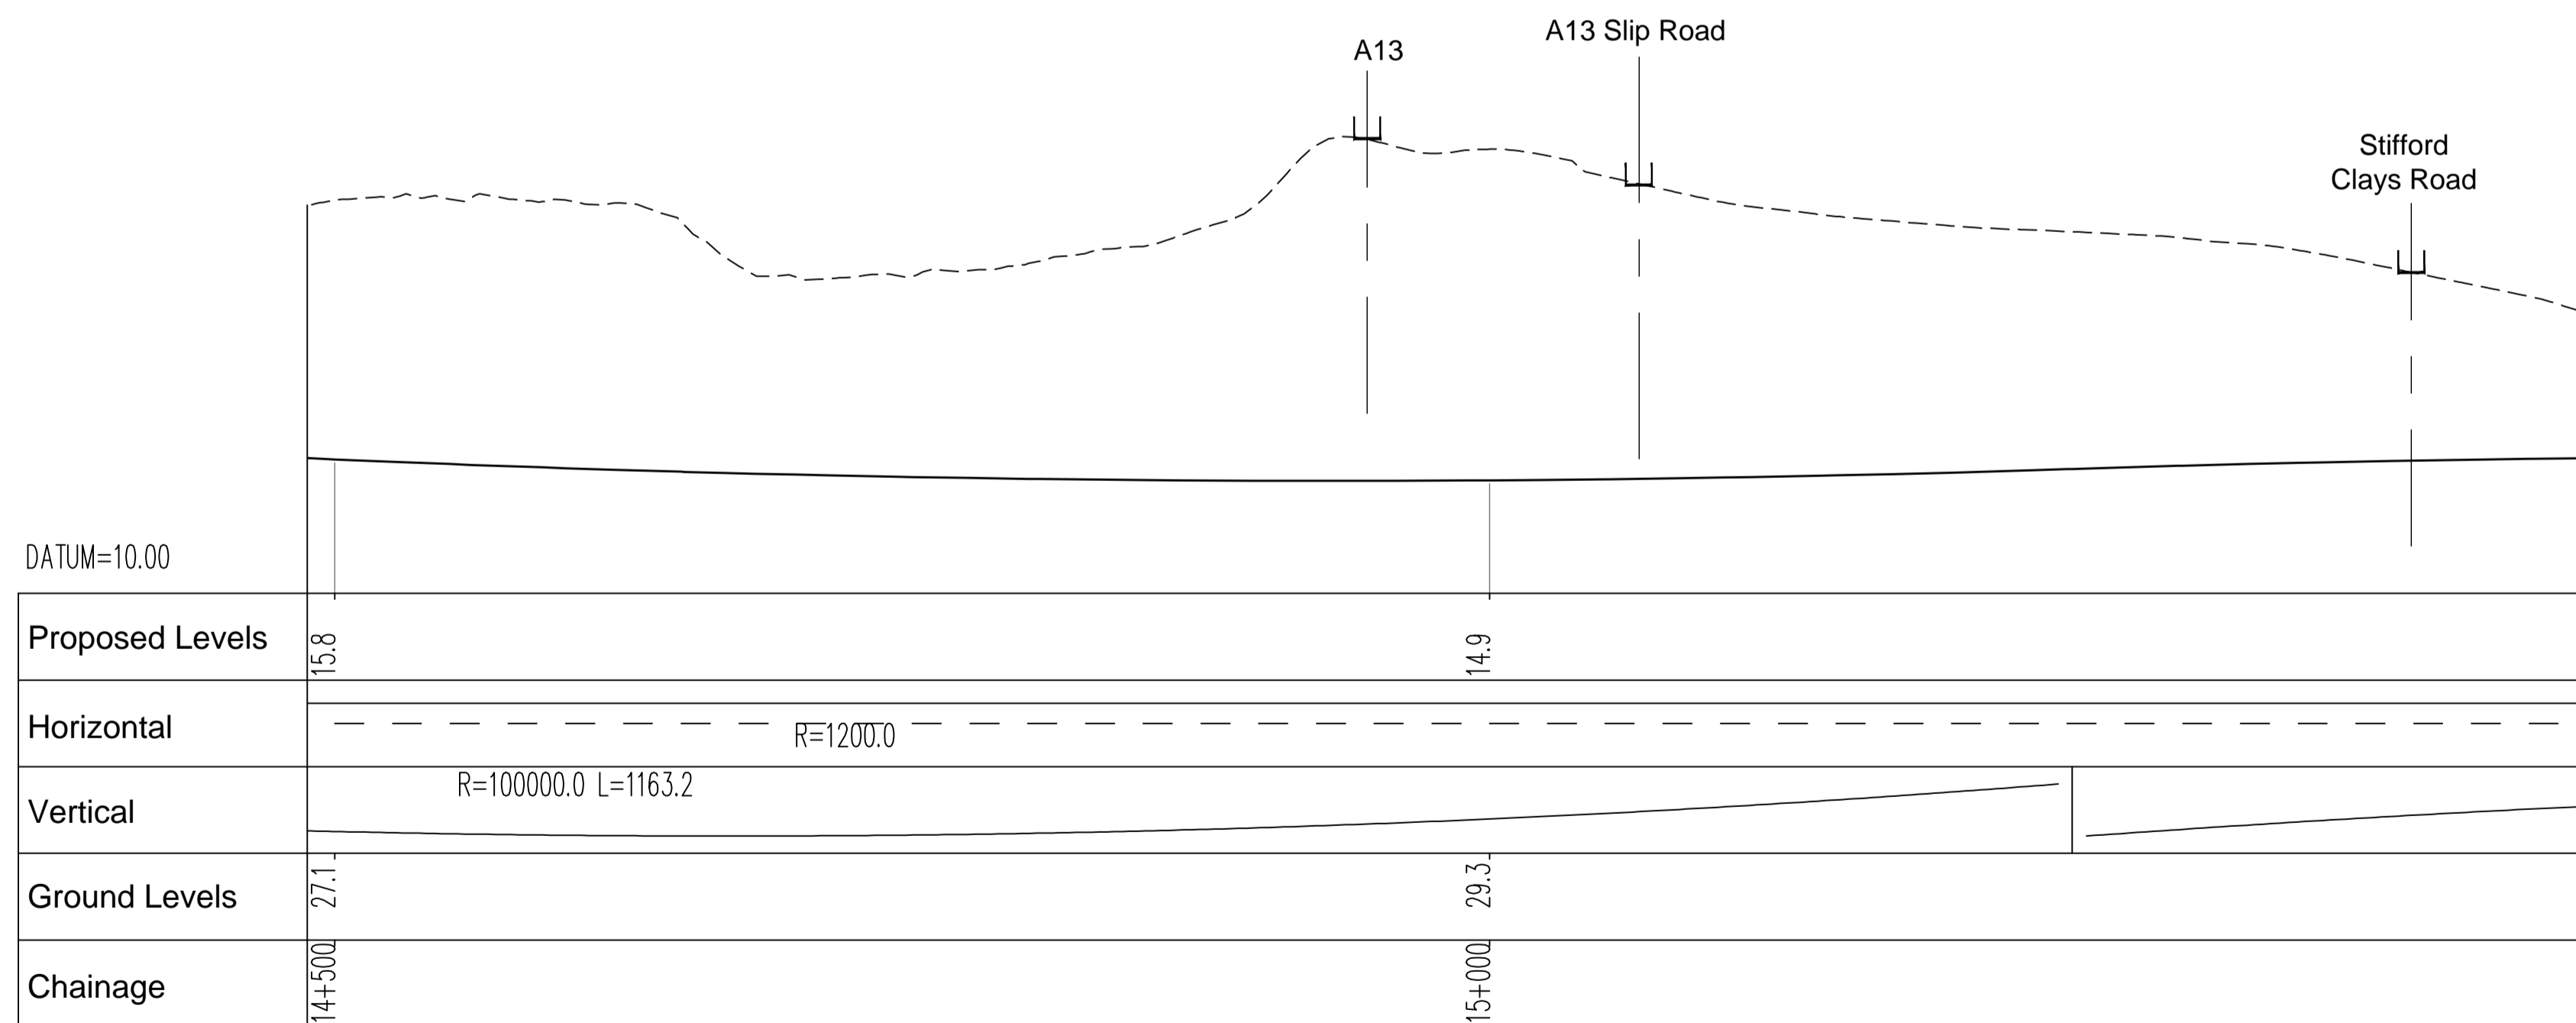 A13 Slip Road
A13
Stifford
Clays Road
DATUM=10.00
Proposed Levels
15.8
14.9
Horizontal
R=1200.0
Vertical
R=100000.0 L=1163.2
Ground Levels
27.1
29.3
Chainage
14+500
15+000